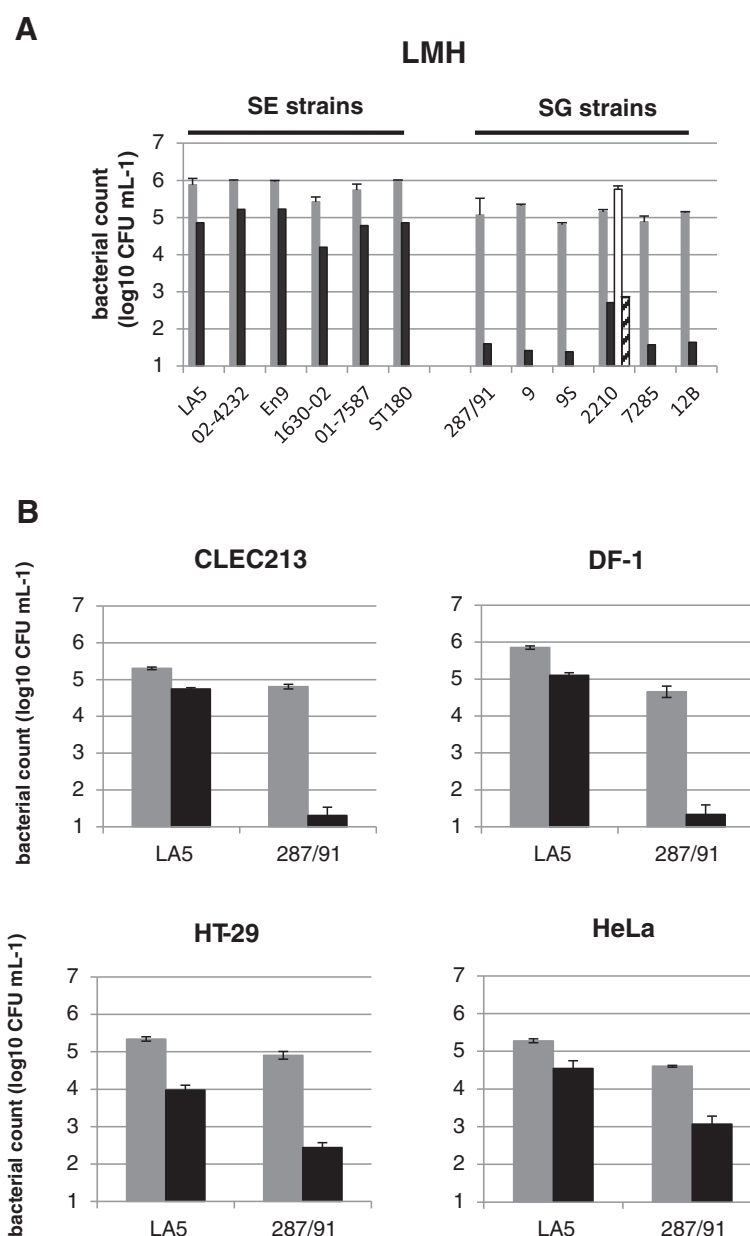 A
LMH
SE strains
SG strains
bacterial count
(log10 CFU mL-1)
7
6
5
4
3
2
1
LA5
02-4232
En9
1630-02
01-7587
ST180
287/91
9
9S
2210
7285
12B
B
CLEC213
DF-1
bacterial count (log10 CFU mL-1)
7
6
5
4
3
2
1
LA5
287/91
7
6
5
4
3
2
1
LA5
287/91
HT-29
HeLa
bacterial count (log10 CFU mL-1)
7
6
5
4
3
2
1
LA5
287/91
7
6
5
4
3
2
1
LA5
287/91